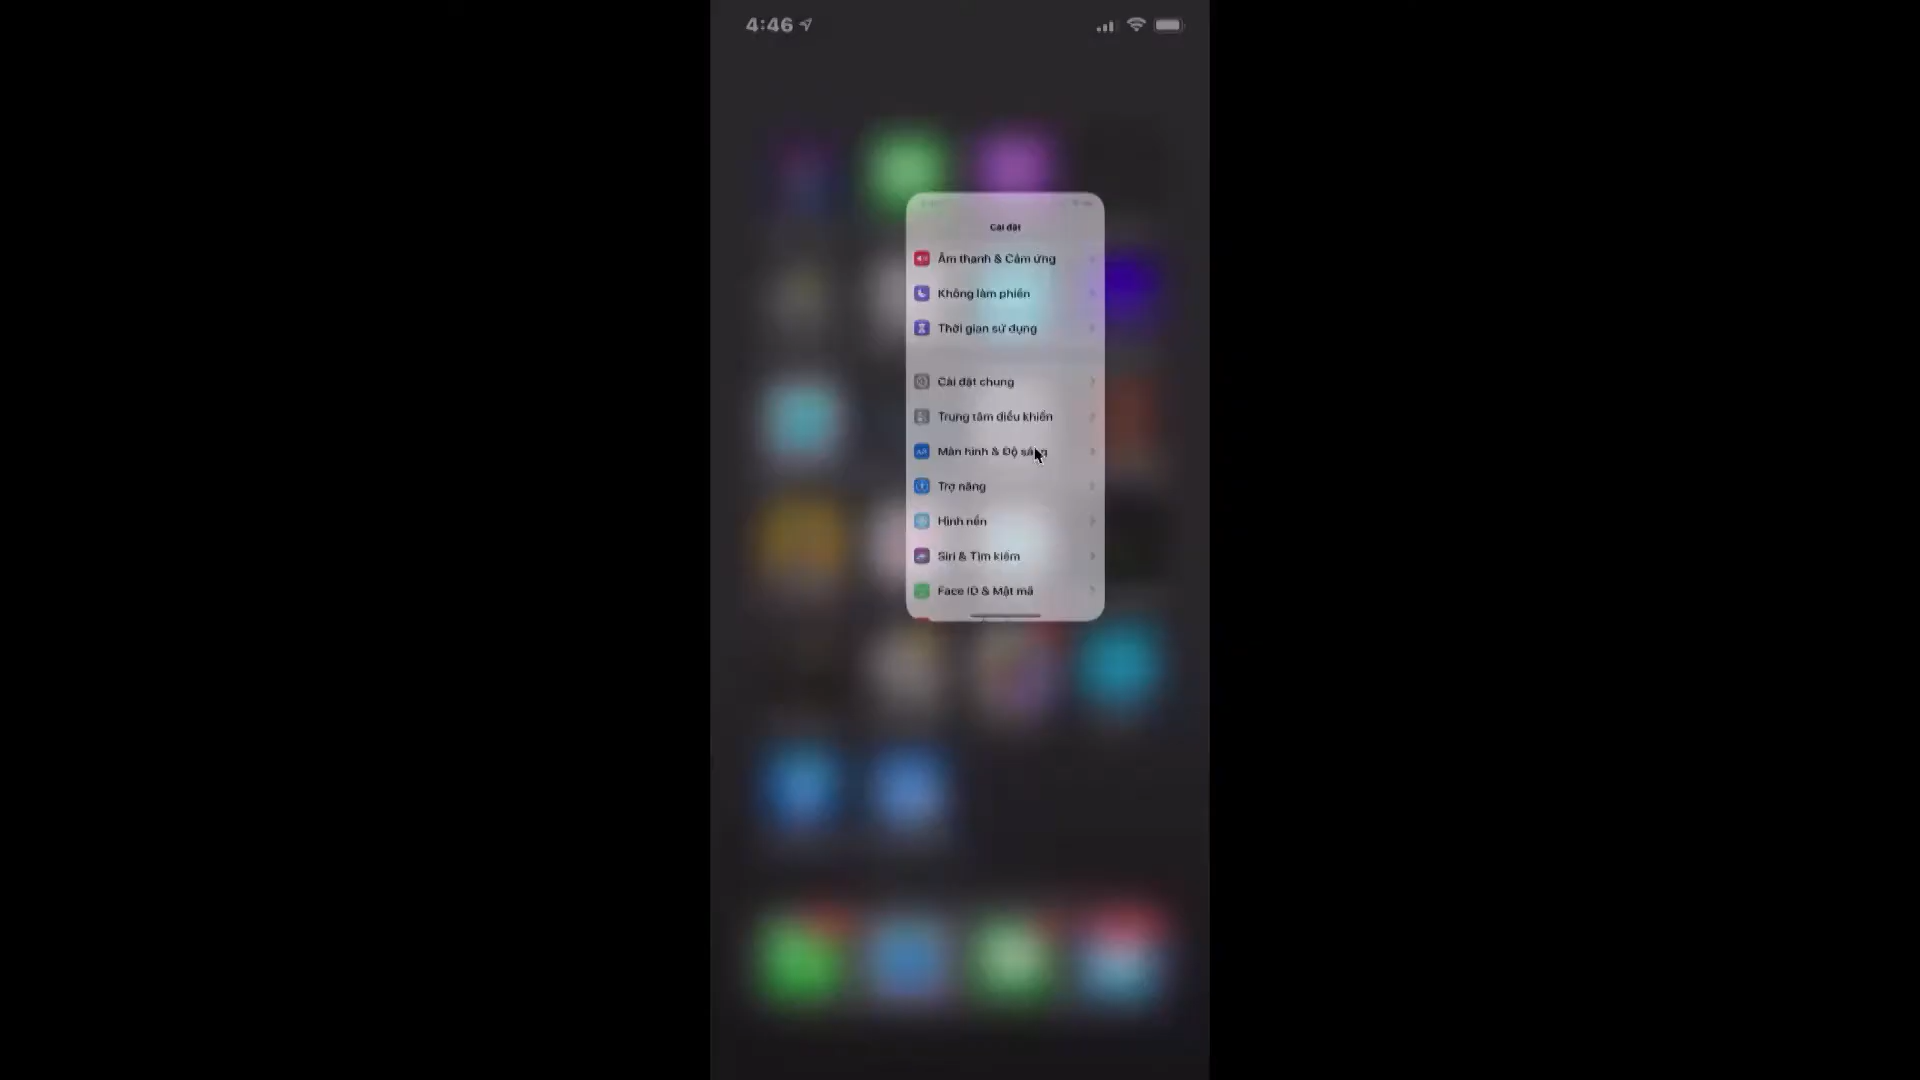 4:46
Cài đặt
Âm thanh & Cảm ứng
Không làm phiền
Thời gian sử dụng
Cài đặt chung
Trung tâm điều khiển
Màn hình & Độ sáng
Trợ năng
Hình nền
Siri & Tìm kiếm
Face ID & Mật mã